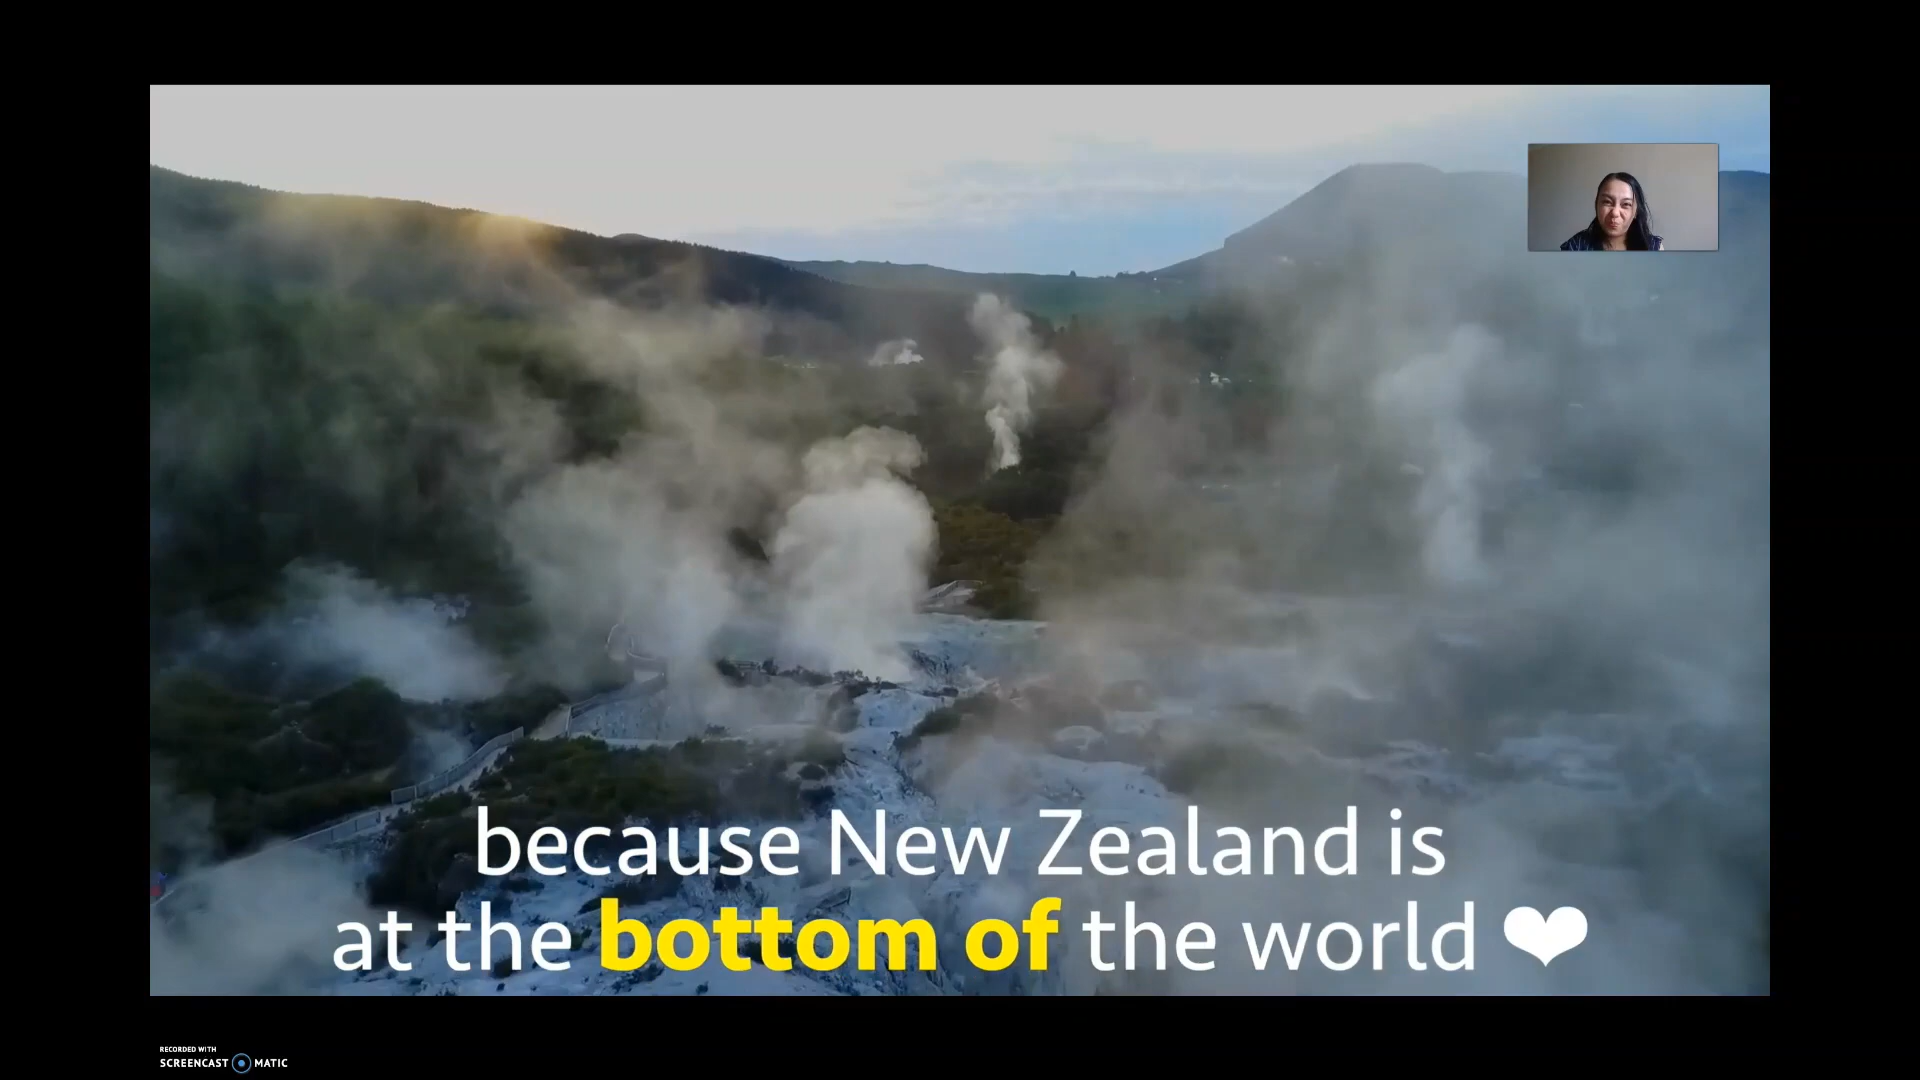 because New Zealand is
at the bottom of the world ❤
RECORDED WITH
SCREENCAST MATIC